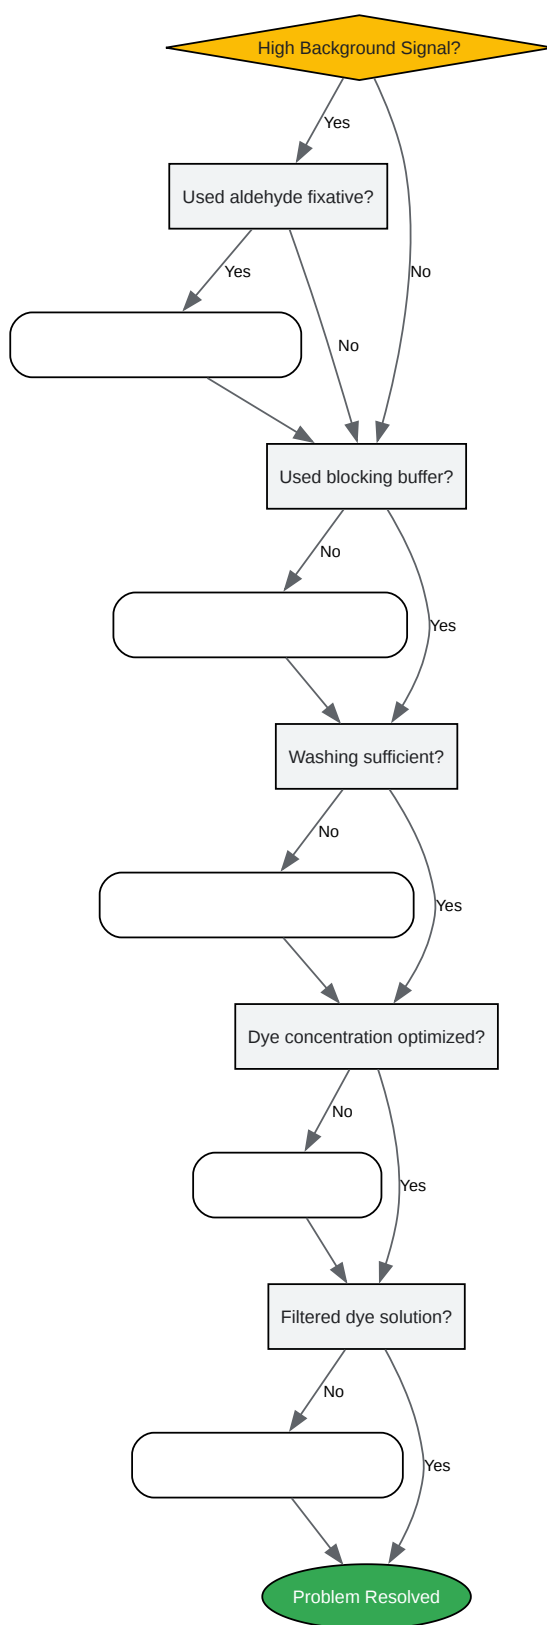 High Background Signal?
Yes
Used aldehyde fixative?
Yes
No
No
Used blocking buffer?
No
Yes
Washing sufficient?
No
Yes
Dye concentration optimized?
No
Yes
Filtered dye solution?
No
Yes
Problem Resolved